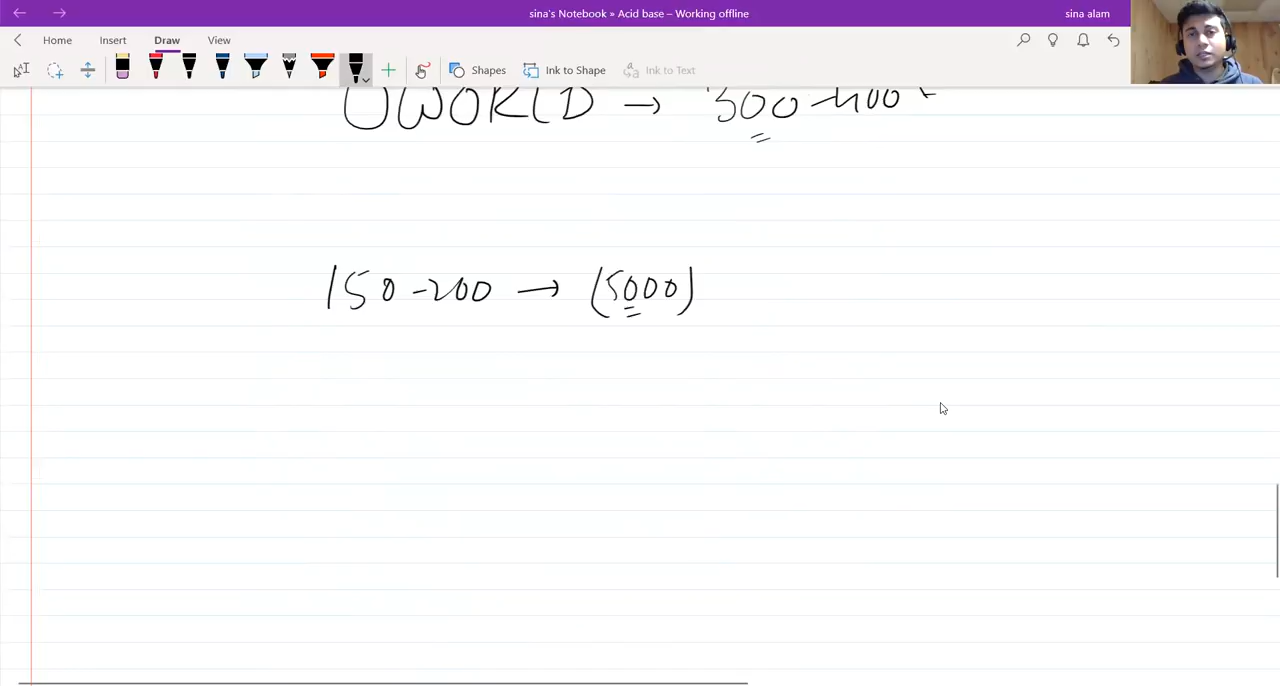 sina's Notebook » Acid base – Working offline
sina alam
Home Insert Draw View
Shapes Ink to Shape Ink to Text
UWORLD → 300-400
150-200 → (5000)